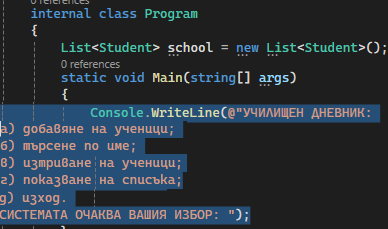 0 references
internal class Program
{
List<Student> school = new List<Student>();
0 references
static void Main(string[] args)
{
Console.WriteLine(@"УЧИЛИЩЕН ДНЕВНИК:
а) добавяне на ученици;
б) търсене по име;
в) изтриване на ученици;
г) показване на списъка;
д) изход.
СИСТЕМАТА ОЧАКВА ВАШИЯ ИЗБОР: ");